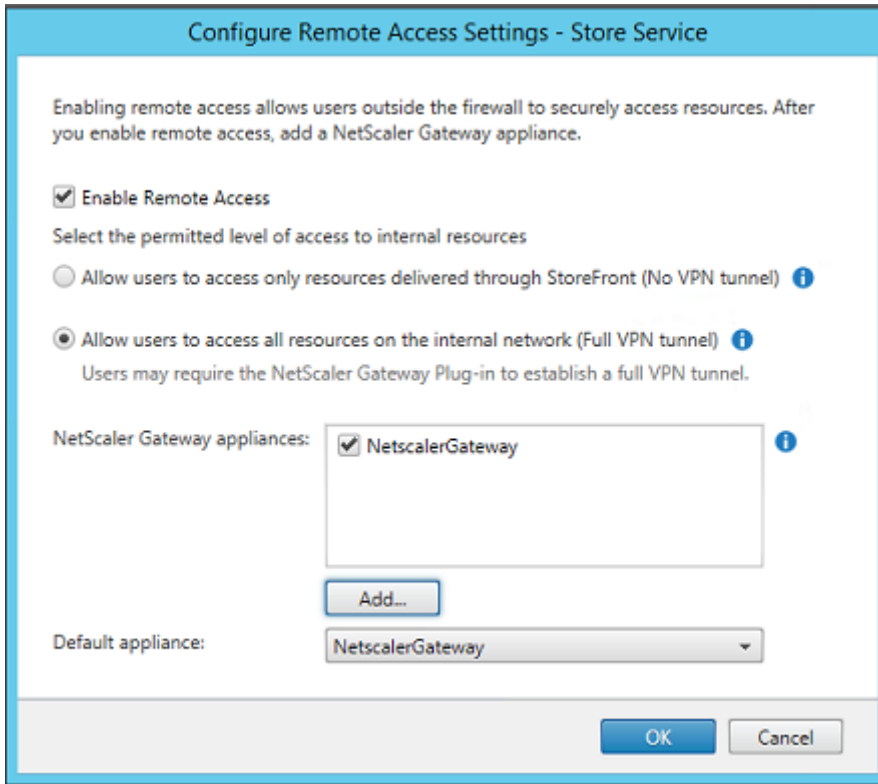 Configure Remote Access Settings - Store Service
Enabling remote access allows users outside the firewall to securely access resources. After
you enable remote access, add a NetScaler Gateway appliance.
Enable Remote Access
Select the permitted level of access to internal resources
Allow users to access only resources delivered through StoreFront (No VPN tunnel)
Allow users to access all resources on the internal network (Full VPN tunnel)
Users may require the NetScaler Gateway Plug-in to establish a full VPN tunnel.
NetScaler Gateway appliances:
NetscalerGateway
Add...
Default appliance:
NetscalerGateway
OK
Cancel